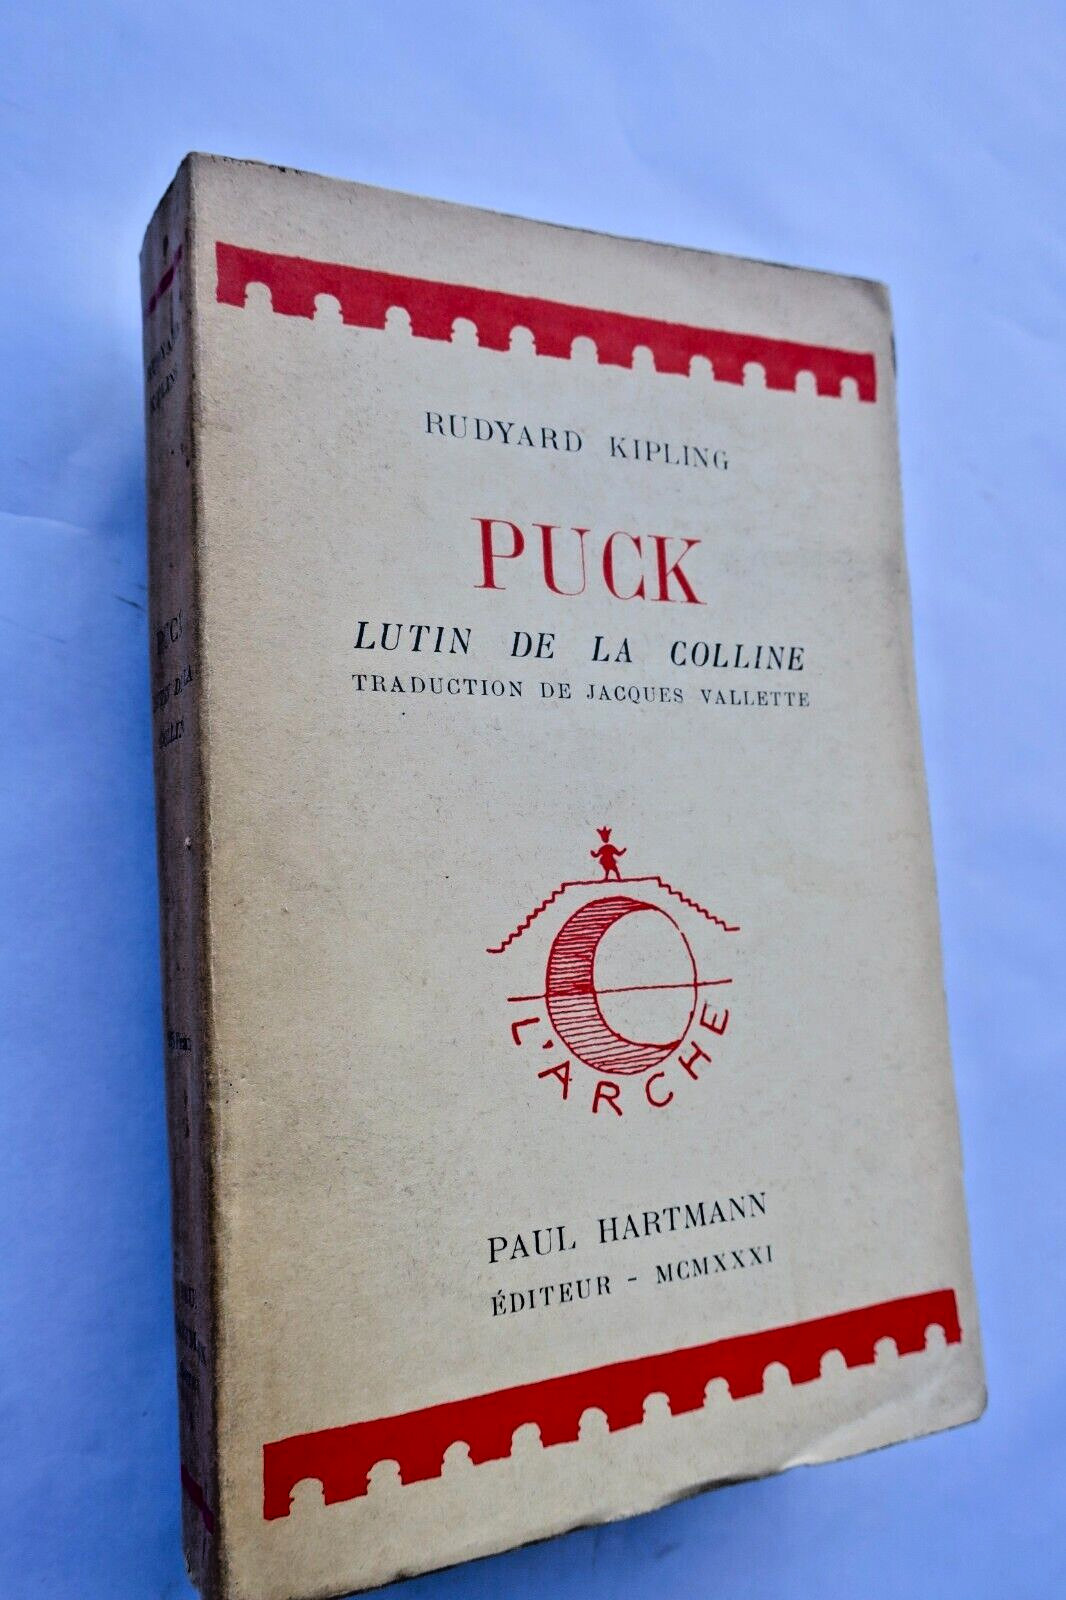 RUDYARD KIPLING
PUCK
LUTIN DE LA COLLINE
TRADUCTION DE JACQUES VALLETTE
L'ARCHE
PAUL HARTMANN
ÉDITEUR - MCMXXXI